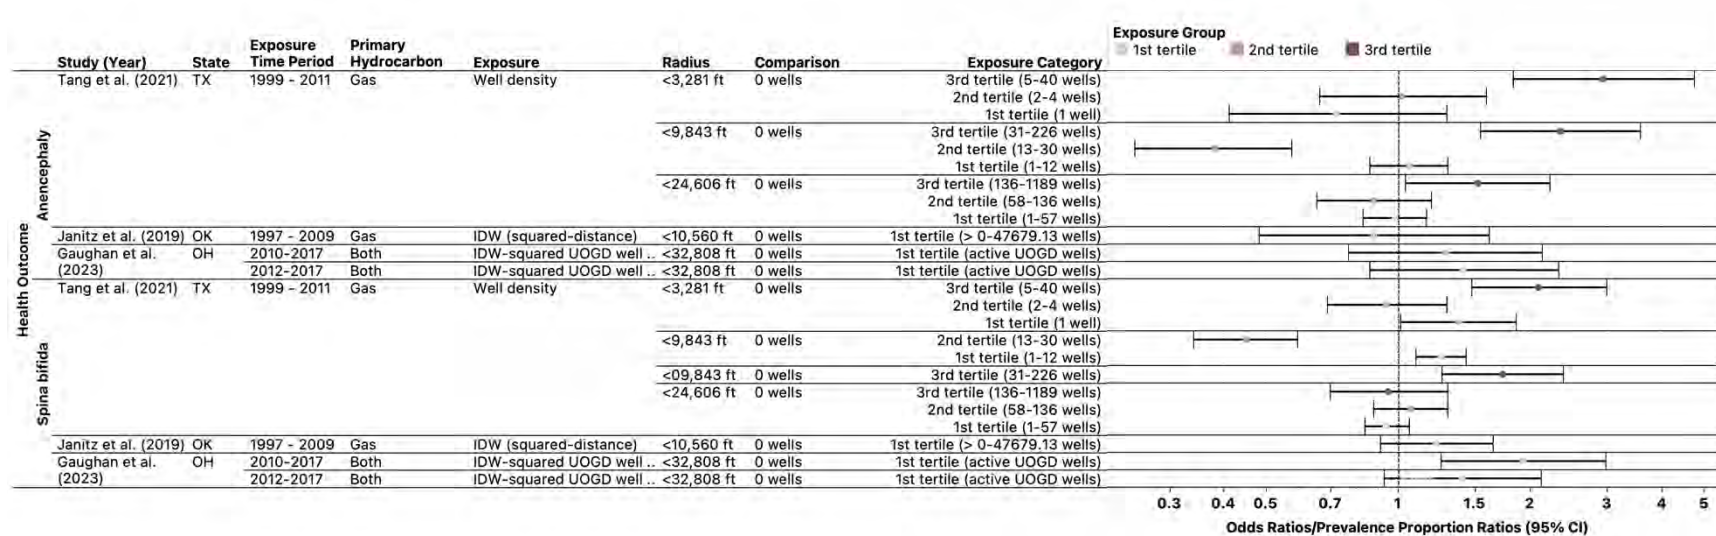 Exposure Group
1st tertile 2nd tertile 3rd tertile
Study (Year) State Exposure Time Period Primary Hydrocarbon Exposure Radius Comparison Exposure Category
Health Outcome
Anencephaly
Tang et al. (2021) TX 1999 - 2011 Gas Well density <3,281 ft 0 wells 3rd tertile (5-40 wells)
2nd tertile (2-4 wells)
1st tertile (1 well)
<9,843 ft 0 wells 3rd tertile (31-226 wells)
2nd tertile (13-30 wells)
1st tertile (1-12 wells)
<24,606 ft 0 wells 3rd tertile (136-1189 wells)
2nd tertile (58-136 wells)
1st tertile (1-57 wells)
Janitz et al. (2019) OK 1997 - 2009 Gas IDW (squared-distance) <10,560 ft 0 wells 1st tertile (> 0-47679.13 wells)
Gaughan et al. OH 2010-2017 Both IDW-squared UOGD well .. <32,808 ft 0 wells 1st tertile (active UOGD wells)
(2023) 2012-2017 Both IDW-squared UOGD well .. <32,808 ft 0 wells 1st tertile (active UOGD wells)
Spina bifida
Tang et al. (2021) TX 1999 - 2011 Gas Well density <3,281 ft 0 wells 3rd tertile (5-40 wells)
2nd tertile (2-4 wells)
1st tertile (1 well)
<9,843 ft 0 wells 2nd tertile (13-30 wells)
1st tertile (1-12 wells)
<09,843 ft 0 wells 3rd tertile (31-226 wells)
<24,606 ft 0 wells 3rd tertile (136-1189 wells)
2nd tertile (58-136 wells)
1st tertile (1-57 wells)
Janitz et al. (2019) OK 1997 - 2009 Gas IDW (squared-distance) <10,560 ft 0 wells 1st tertile (> 0-47679.13 wells)
Gaughan et al. OH 2010-2017 Both IDW-squared UOGD well .. <32,808 ft 0 wells 1st tertile (active UOGD wells)
(2023) 2012-2017 Both IDW-squared UOGD well .. <32,808 ft 0 wells 1st tertile (active UOGD wells)
0.3 0.4 0.5 0.7 1 1.5 2 3 4 5
Odds Ratios/Prevalence Proportion Ratios (95% CI)